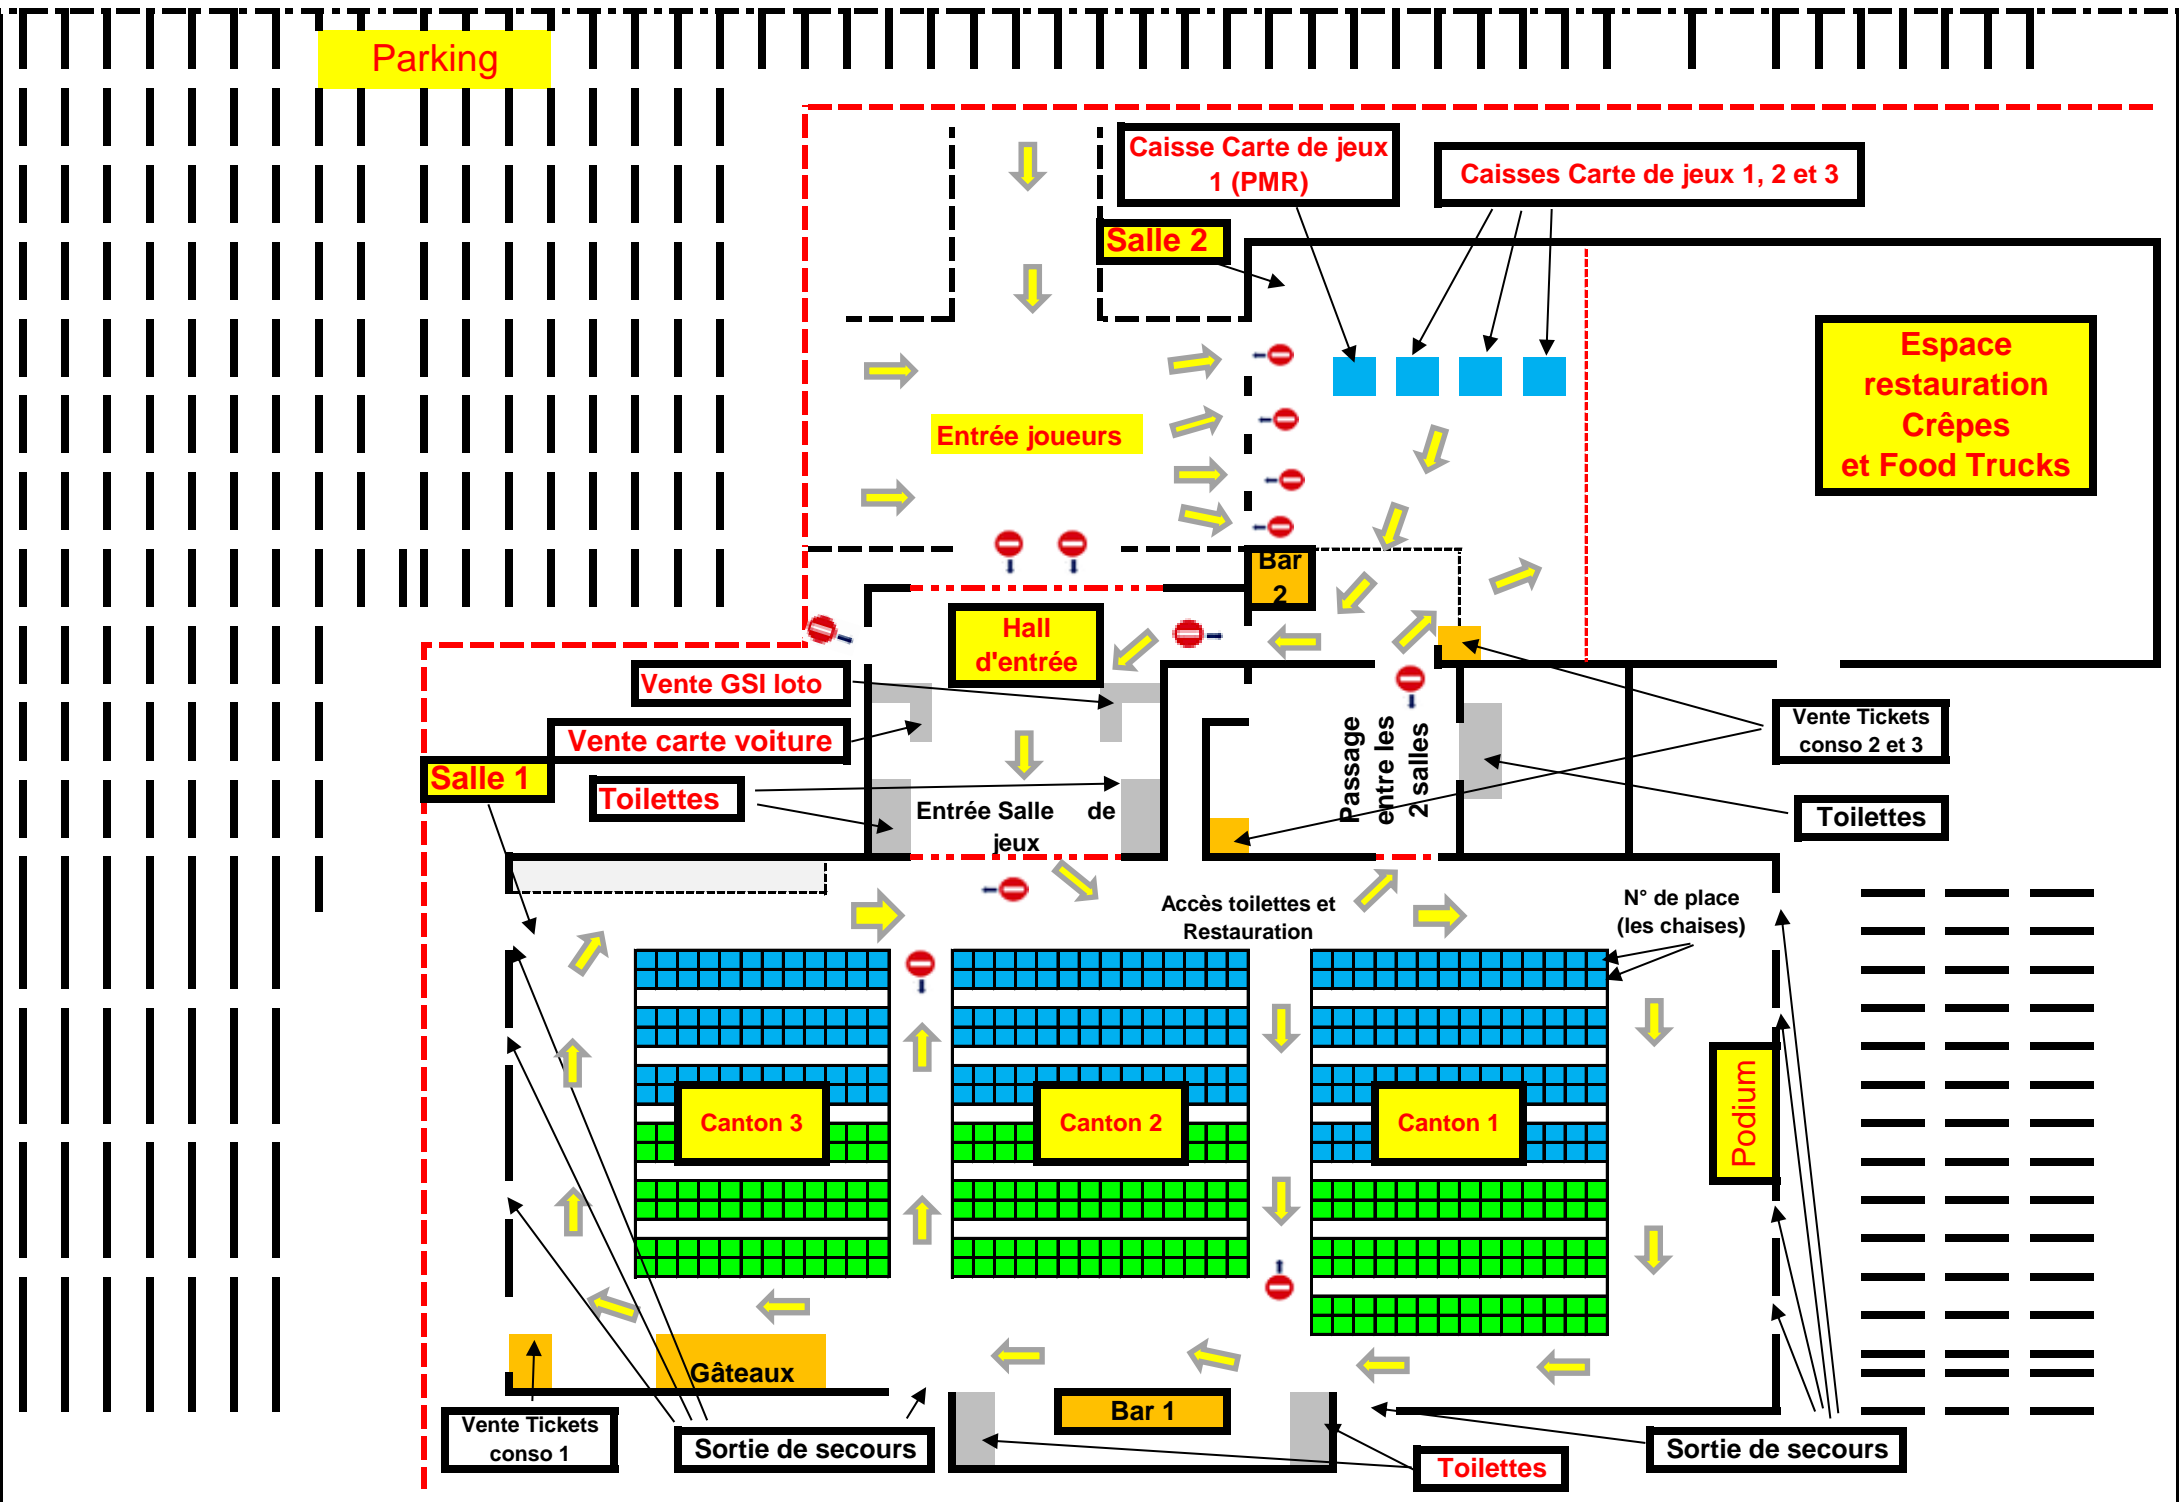 Parking
Caisse Carte de jeux
1 (PMR)
Caisses Carte de jeux 1, 2 et 3
Salle 2
Espace
restauration
Crêpes
et Food Trucks
Entrée joueurs
Bar
2
Hall
d'entrée
Vente GSI loto
Vente carte voiture
Salle 1
Toilettes
Entrée Salle de
jeux
Passage
entre les
2 salles
Vente Tickets
conso 2 et 3
Toilettes
Accès toilettes et
Restauration
N° de place
(les chaises)
Canton 3
Canton 2
Canton 1
Podium
Gâteaux
Bar 1
Vente Tickets
conso 1
Sortie de secours
Toilettes
Sortie de secours